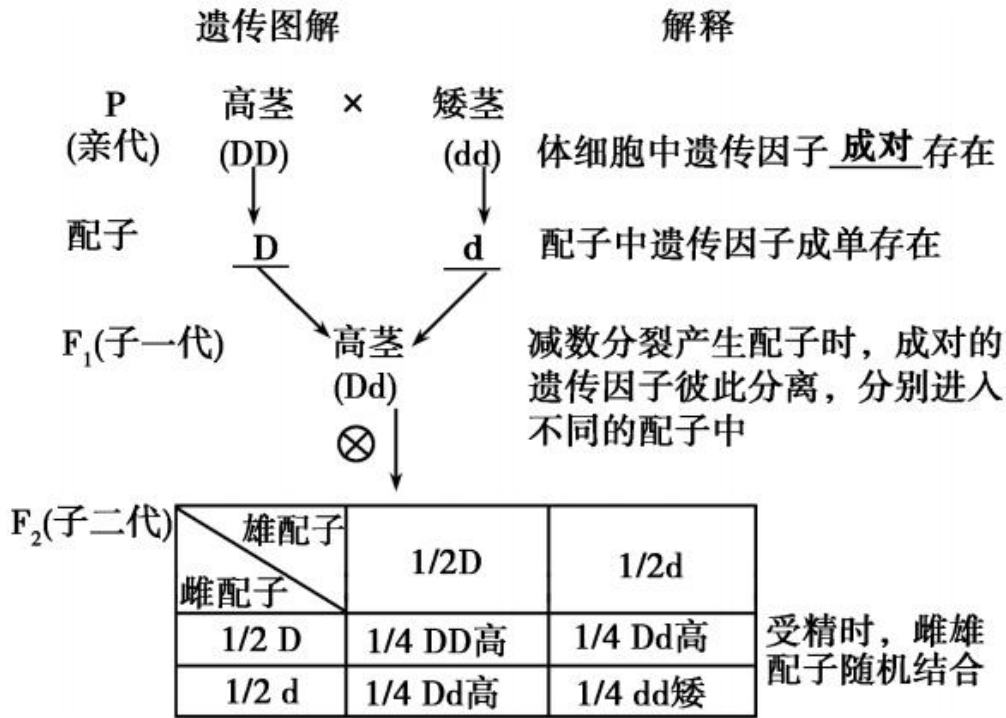 遗传图解 解释
P 高茎 × 矮茎
(亲代) (DD) (dd) 体细胞中遗传因子 成对 存在
配子 D d 配子中遗传因子成单存在
F₁(子一代) 高茎 减数分裂产生配子时，成对的
(Dd) 遗传因子彼此分离，分别进入
不同的配子中
F₂(子二代) 雄配子 1/2D 1/2d
雌配子
1/2 D 1/4 DD高 1/4 Dd高 受精时，雌雄
1/2 d 1/4 Dd高 1/4 dd矮 配子随机结合